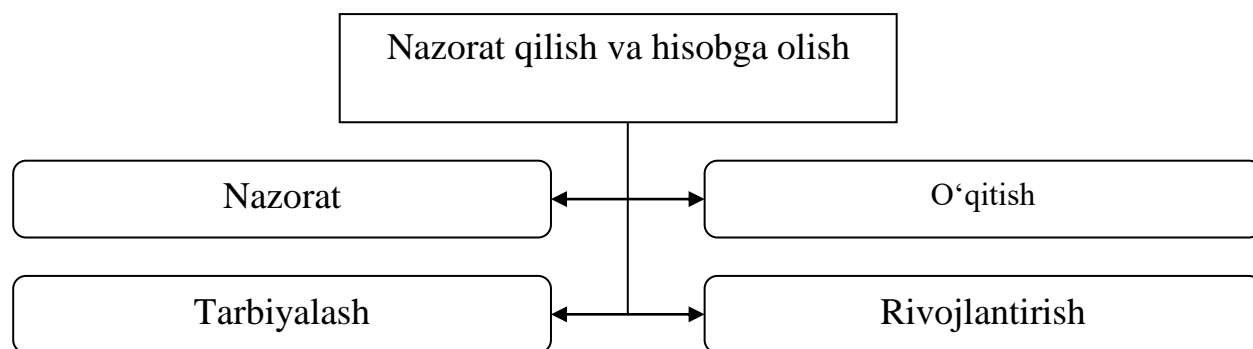 Nazorat qilish va hisobga olish
Nazorat
O‘qitish
Tarbiyalash
Rivojlantirish